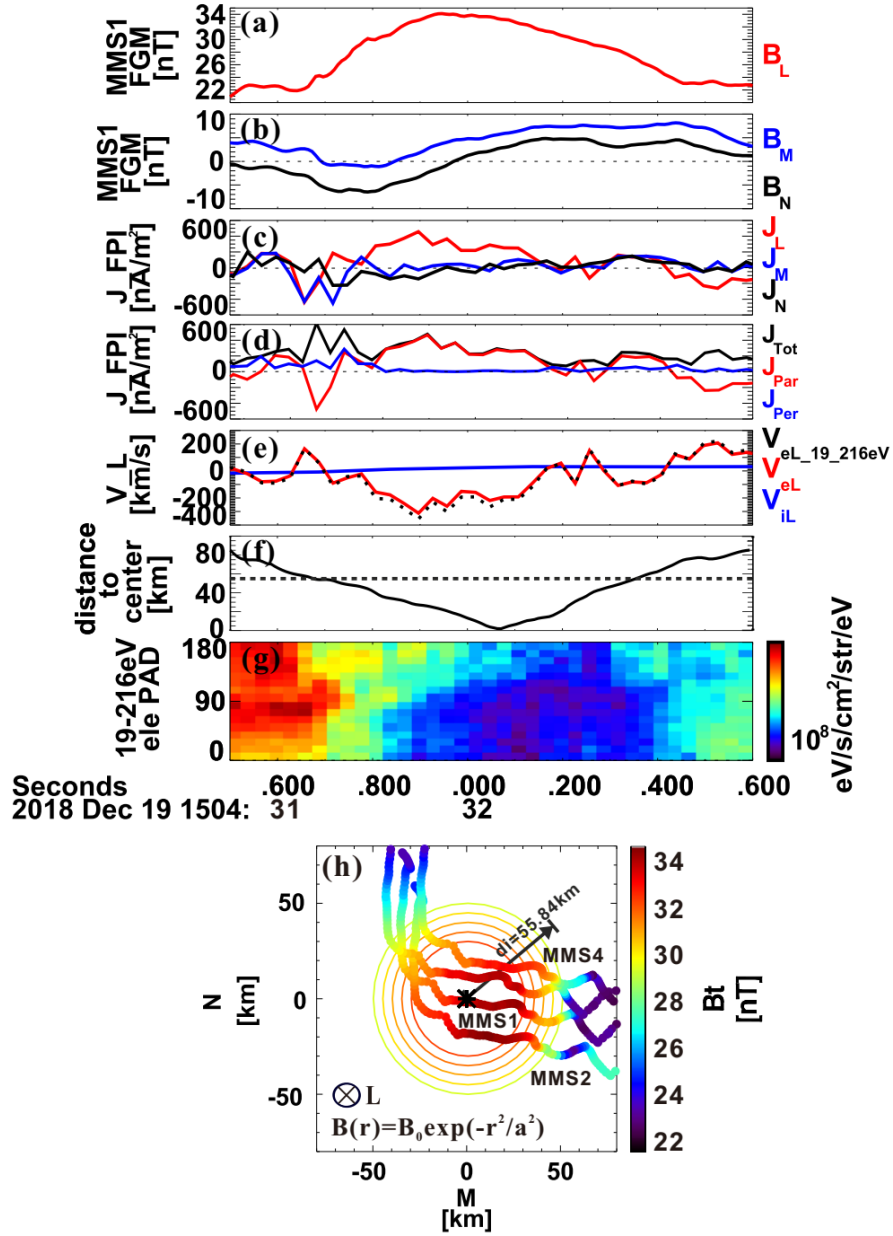 MMS1
FGM
[nT]
34
30
26
22
(a)
B_L
MMS1
FGM
[nT]
10
0
-10
(b)
B_M
B_N
J_FPI
[nA/m²]
600
0
-600
(c)
J_L
J_M
J_N
J_FPI
[nA/m²]
600
0
-600
(d)
J_Tot
J_Par
J_Per
V_L
[km/s]
200
0
-200
-400
(e)
V_eL_19_216eV
V_eL
V_iL
distance
to
center
[km]
80
40
0
(f)
19-216eV
ele PAD
180
90
0
(g)
10⁸
eV/s/cm²/str/eV
Seconds .600 .800 .000 .200 .400 .600
2018 Dec 19 1504: 31 32
(h)
N
[km]
50
0
-50
di=55.84km
MMS4
MMS1
MMS2
L
B(r)=B₀exp(-r²/a²)
-50 0 50
M
[km]
34
32
30
28
26
24
22
Bt
[nT]